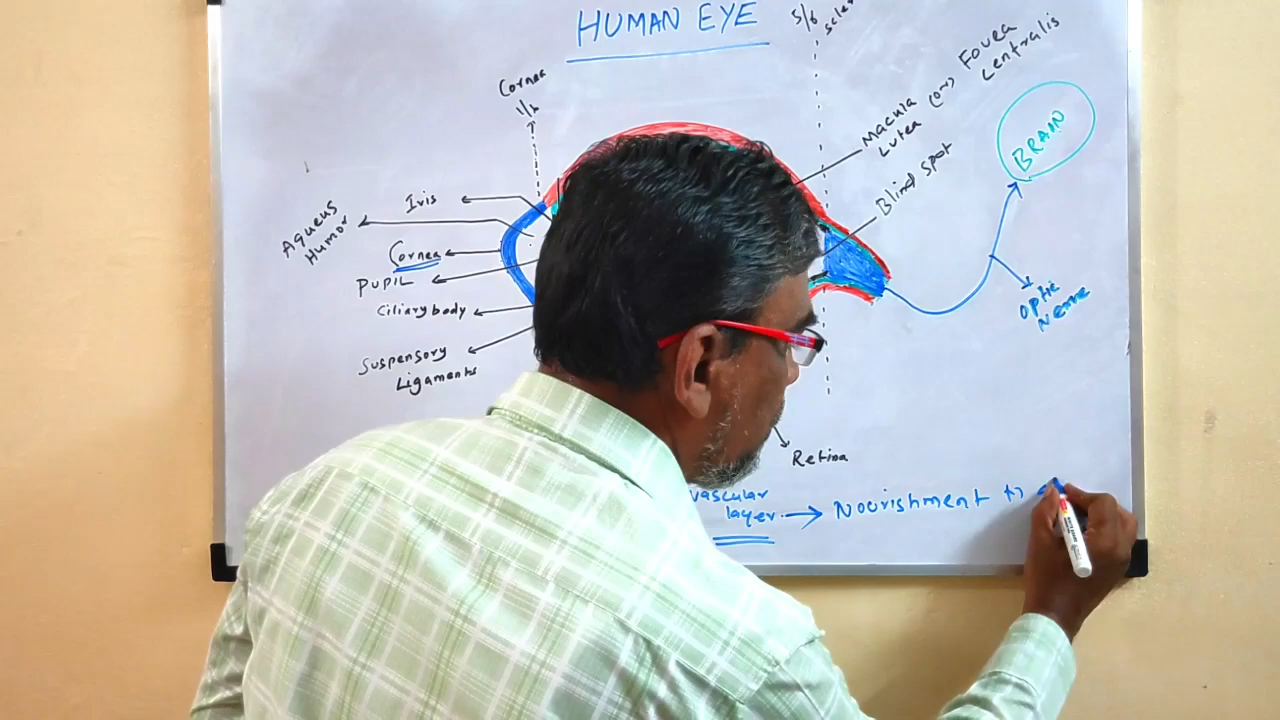 HUMAN EYE
5/6
Cornea
1/6
Macula
Lutea (or) Fovea
Centralis
Blind spot
BRAIN
Iris
Aqueus
Humor
Cornea
PUPIL
Ciliary body
Suspensory
Ligaments
Optic
Nerve
Retina
vascular
layer → Nourishment to